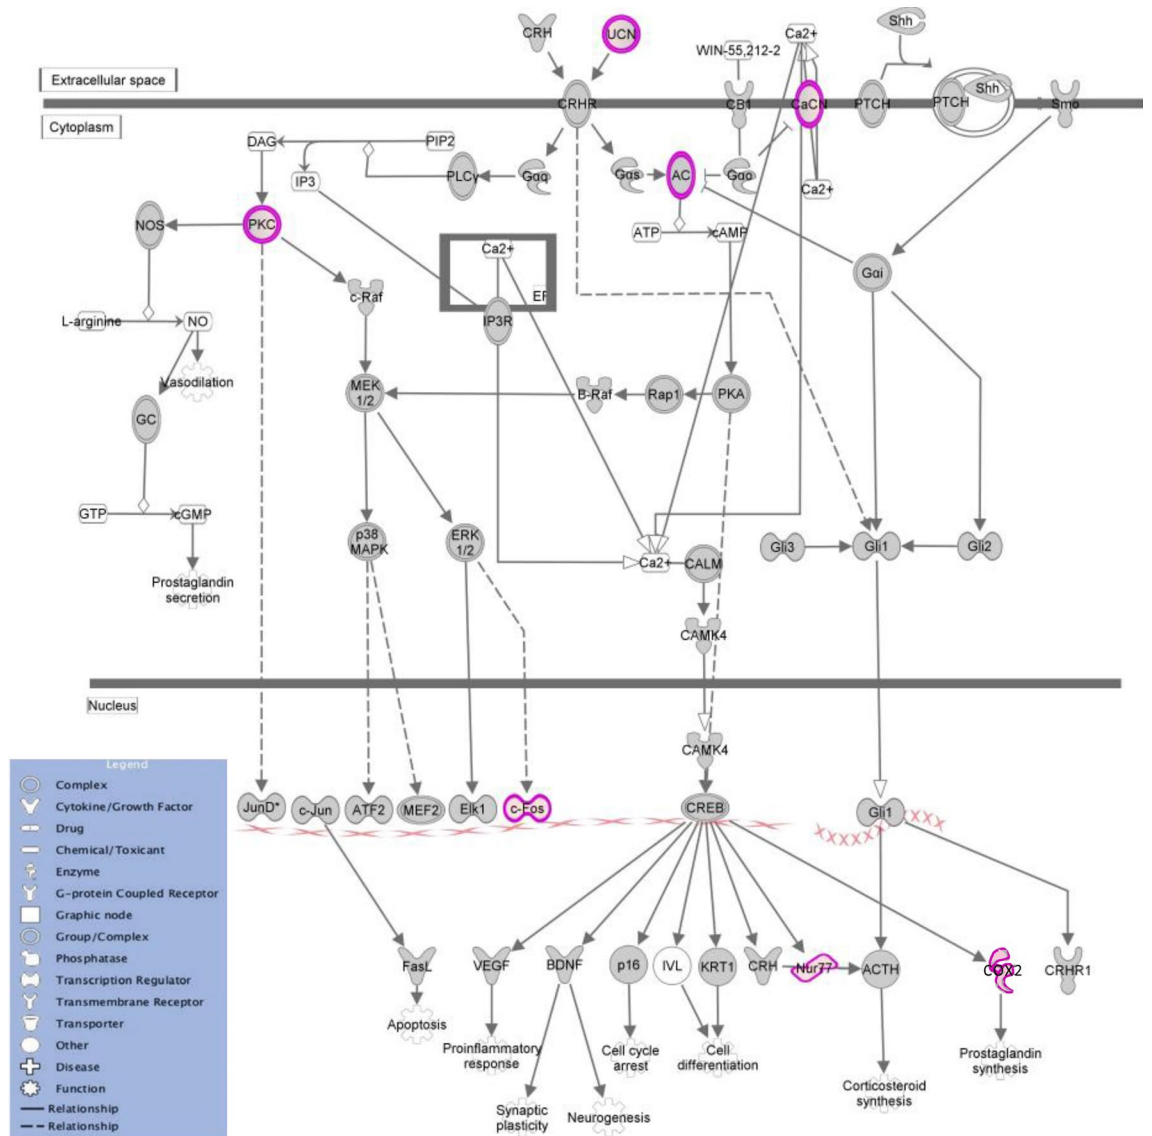 CRH
UCN
WIN-55,212-2
Ca2+
Shh
Extracellular space
CRHR
CB1
CaCN
PTCH
PTCH
Shh
Smo
Cytoplasm
DAG
PIP2
IP3
PLCγ
Gαq
Gαs
AC
Gαo
Ca2+
NOS
PKC
ATP
cAMP
Ca2+
Gαi
ER
c-Raf
L-arginine
NO
IP3R
Vasodilation
MEK
1/2
B-Raf
Rap1
PKA
GC
GTP
cGMP
p38
MAPK
ERK
1/2
Gli3
Gli1
Gli2
Ca2+
CALM
Prostaglandin
secretion
CAMK4
Nucleus
CAMK4
Legend
Complex
Cytokine/Growth Factor
Drug
Chemical/Toxicant
Enzyme
G-protein Coupled Receptor
Graphic node
Group/Complex
Phosphatase
Transcription Regulator
Transmembrane Receptor
Transporter
Other
Disease
Function
Relationship
Relationship
JunD*
c-Jun
ATF2
MEF2
Elk1
c-Fos
CREB
Gli1
FasL
VEGF
BDNF
p16
IVL
KRT1
CRH
Nur77
ACTH
COX2
CRHR1
Apoptosis
Proinflammatory
response
Cell cycle
arrest
Cell
differentiation
Prostaglandin
synthesis
Corticosteroid
synthesis
Synaptic
plasticity
Neurogenesis